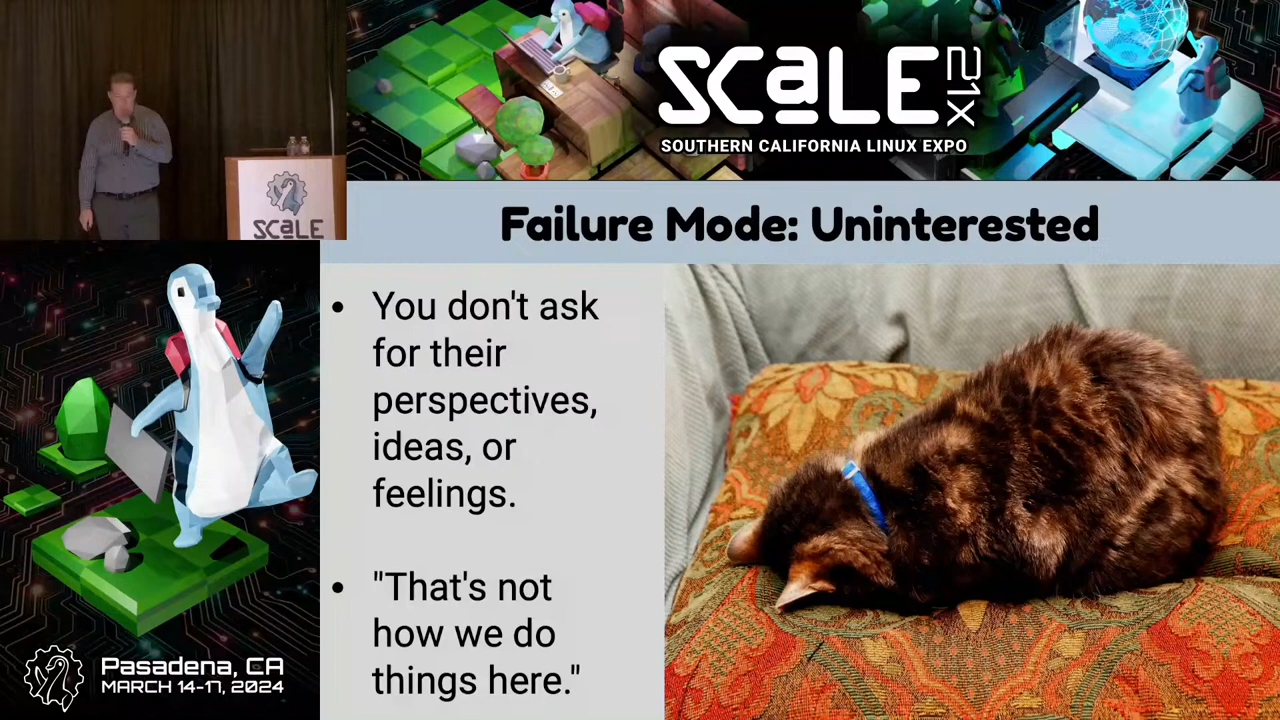 SCALE 21x
SOUTHERN CALIFORNIA LINUX EXPO
SCALE
Failure Mode: Uninterested
• You don't ask
for their
perspectives,
ideas, or
feelings.
• "That's not
how we do
things here."
Pasadena, CA
MARCH 14-17, 2024